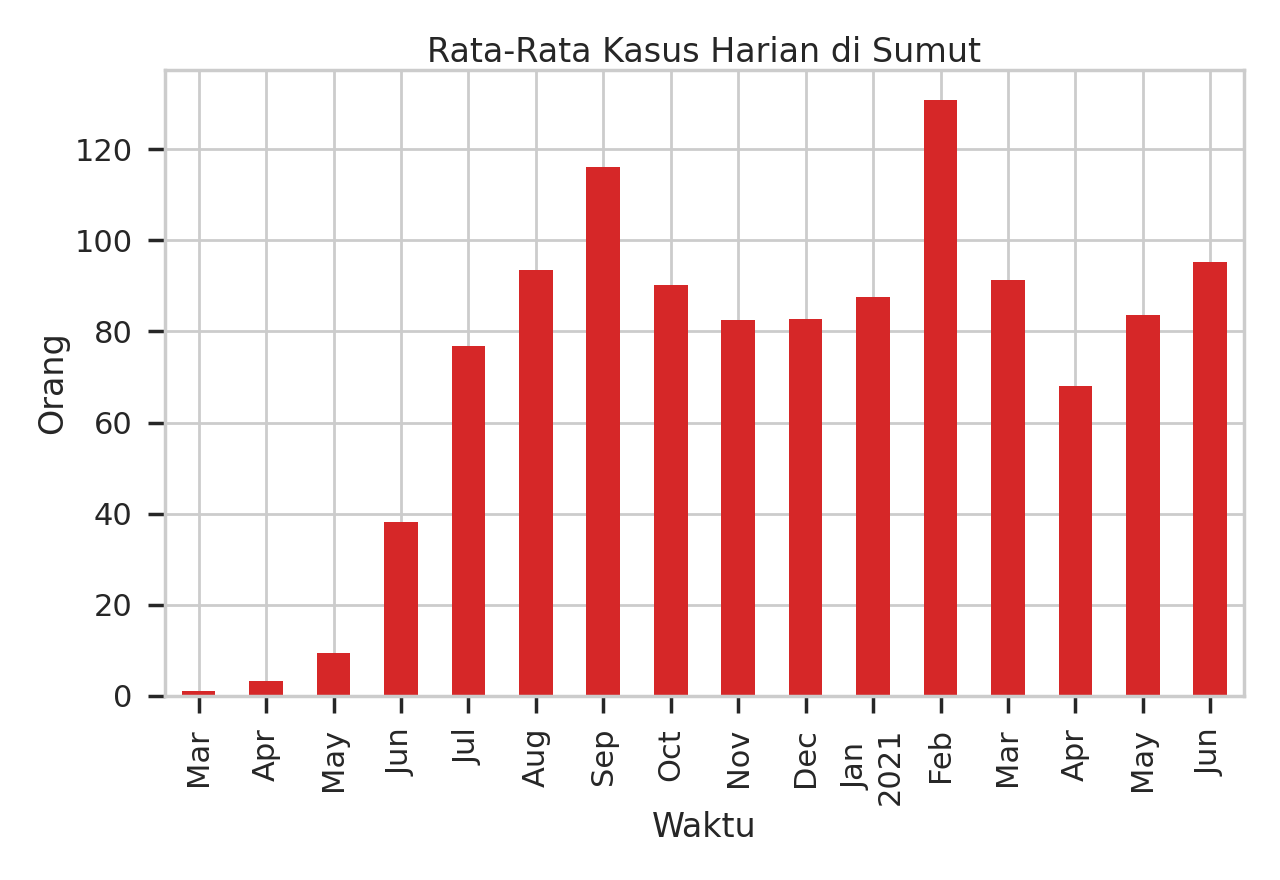 Rata-Rata Kasus Harian di Sumut
120
100
80
60
40
20
0
Orang
Mar
Apr
May
Jun
Jul
Aug
Sep
Oct
Nov
Dec
Jan
2021
Feb
Mar
Apr
May
Jun
Waktu